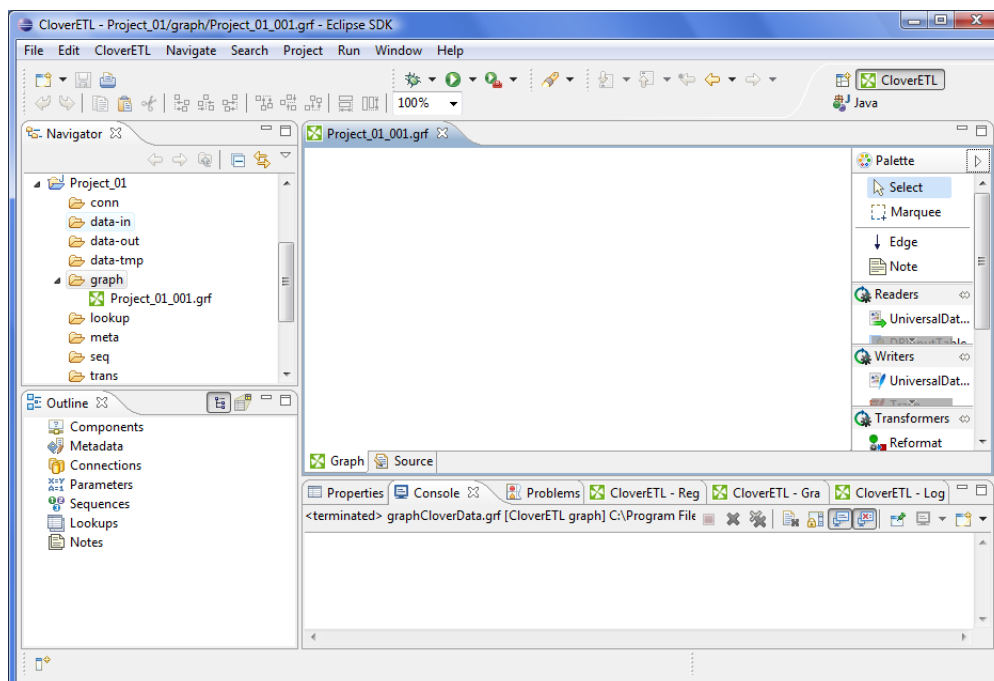 CloverETL - Project_01/graph/Project_01_001.grf - Eclipse SDK
File Edit CloverETL Navigate Search Project Run Window Help
100%
CloverETL
Java
Navigator
Project_01
conn
data-in
data-out
data-tmp
graph
Project_01_001.grf
lookup
meta
seq
trans
Outline
Components
Metadata
Connections
Parameters
Sequences
Lookups
Notes
Project_01_001.grf
Palette
Select
Marquee
Edge
Note
Readers
UniversalDat...
Writers
UniversalDat...
Transformers
Reformat
Graph Source
Properties Console Problems CloverETL - Reg CloverETL - Gra CloverETL - Log
<terminated> graphCloverData.grf [CloverETL graph] C:\Program File